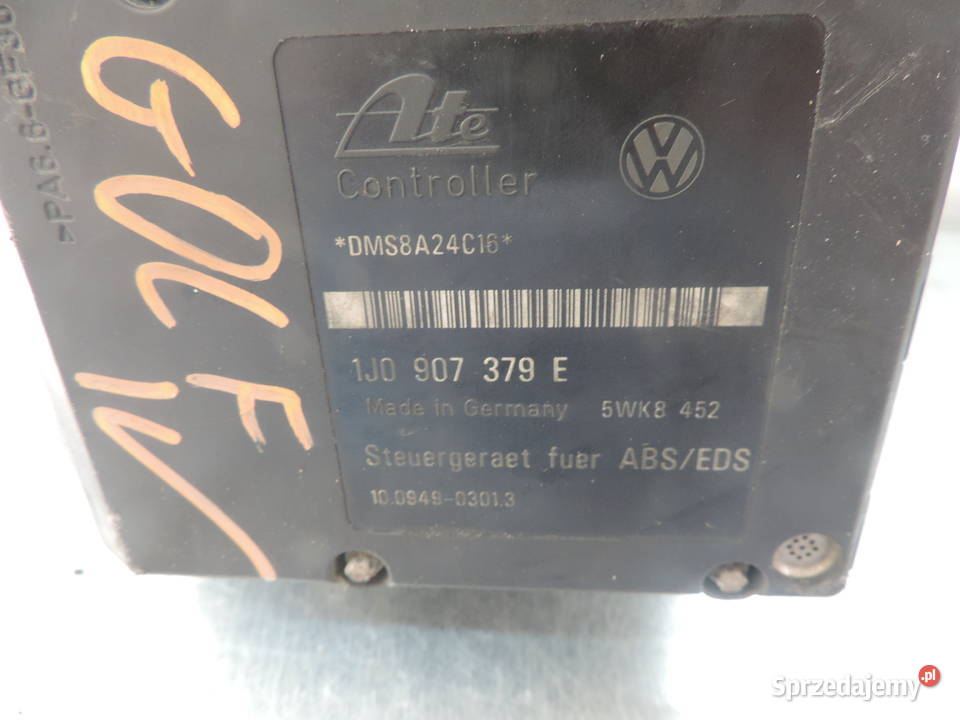 >PA6.6-GF30
GOLF
IV
Ate
Controller
*DMS8A24C16*
1J0 907 379 E
Made in Germany 5WK8 452
Steuergeraet fuer ABS/EDS
10.0949-0301.3
Sprzedajemy.pl